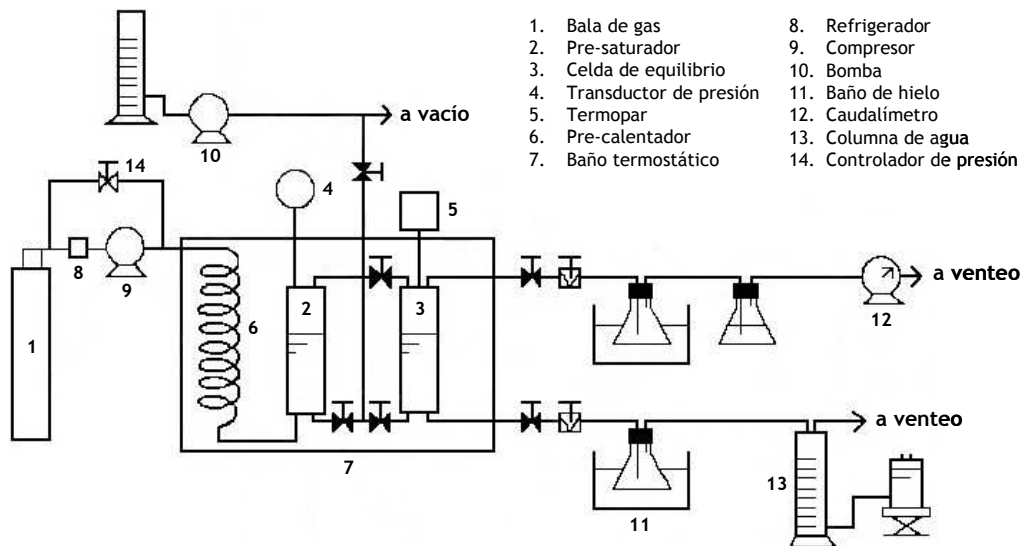 1. Bala de gas
2. Pre-saturador
3. Celda de equilibrio
4. Transductor de presión
5. Termopar
6. Pre-calentador
7. Baño termostático
8. Refrigerador
9. Compresor
10. Bomba
11. Baño de hielo
12. Caudalímetro
13. Columna de agua
14. Controlador de presión
a vacío
10
14
4
5
8
9
6
2
3
1
7
a venteo
12
a venteo
13
11